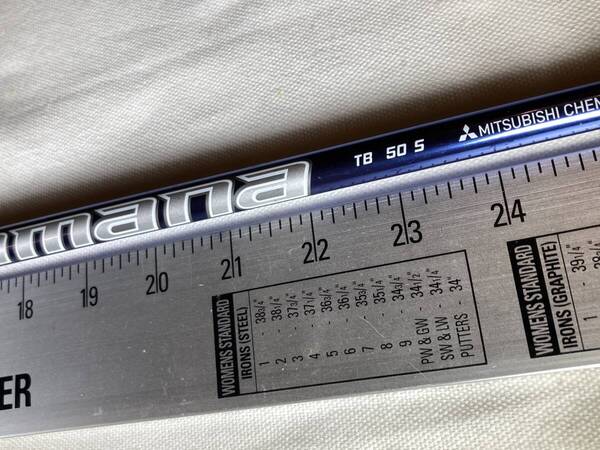 TB 50 S
MITSUBISHI CHEM
18 19 20 21 22 23 24
WOMENS STANDARD
IRONS (STEEL)
1 - 38 3/4"
2 - 38 1/4"
3 - 37 3/4"
4 - 37 1/4"
5 - 36 3/4"
6 - 36 1/4"
7 - 35 3/4"
8 - 35 1/4"
9 - 34 3/4"
PW & GW - 34 1/2"
SW & LW - 34 1/4"
PUTTERS - 34"
WOMENS STANDARD
IRONS (GRAPHITE)
1 - 39 1/4"
ER